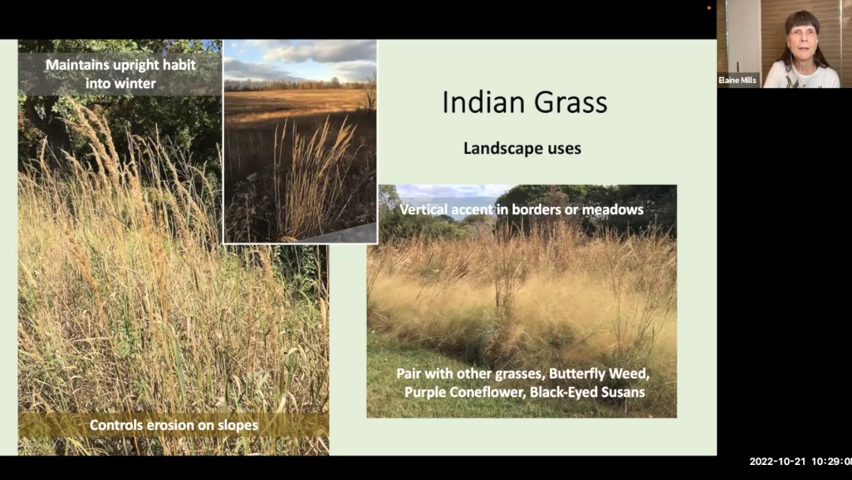 Maintains upright habit
into winter
Indian Grass
Landscape uses
Vertical accent in borders or meadows
Pair with other grasses, Butterfly Weed,
Purple Coneflower, Black-Eyed Susans
Controls erosion on slopes
Elaine Mills
2022-10-21 10:29:08